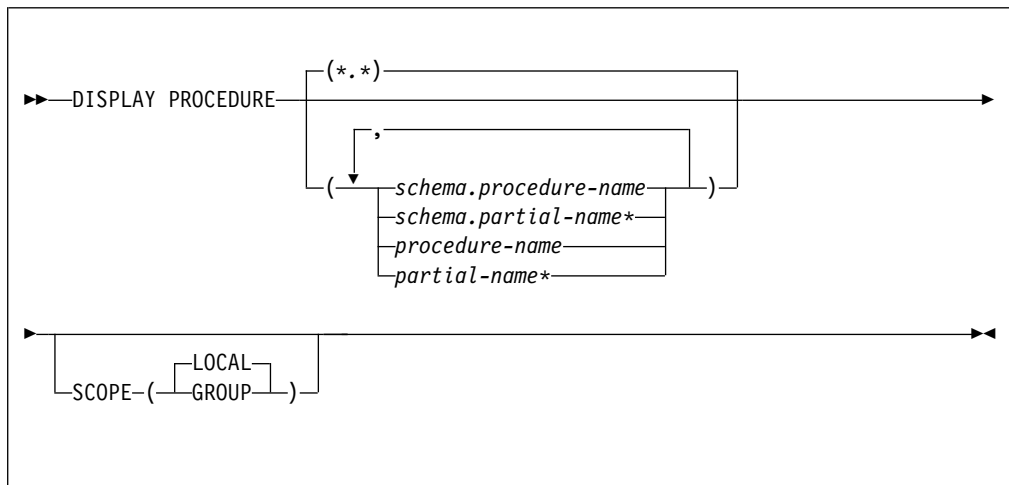 (*.*)
DISPLAY PROCEDURE
,
( schema.procedure-name )
schema.partial-name*
procedure-name
partial-name*
LOCAL
SCOPE ( GROUP )